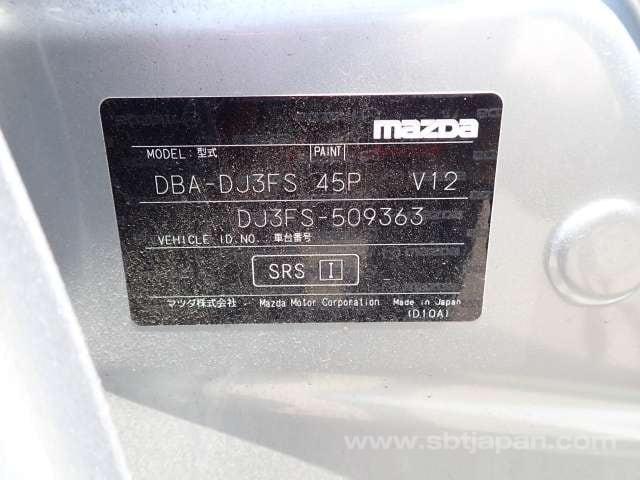 mazda
MODEL 型式 PAINT
DBA-DJ3FS 45P V12
DJ3FS-509363
VEHICLE ID.NO. 車台番号
SRS I
マツダ株式会社 Mazda Motor Corporation Made in Japan
(D10A)
www.sbtjapan.com